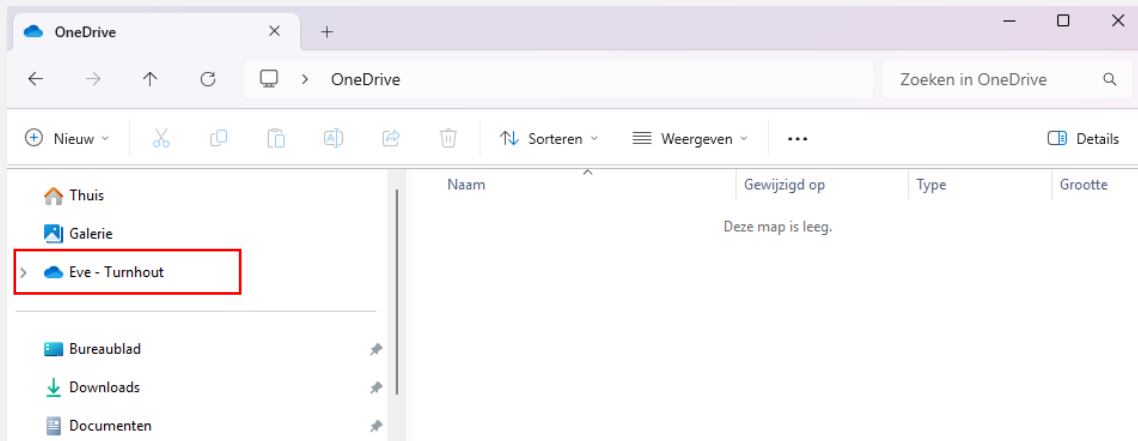 OneDrive
OneDrive
Zoeken in OneDrive
Nieuw
Sorteren
Weergeven
Details
Thuis
Galerie
Eve - Turnhout
Bureaublad
Downloads
Documenten
Naam Gewijzigd op Type Grootte
Deze map is leeg.